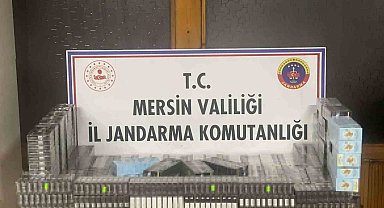 T.C.
MERSİN VALİLİĞİ
İL JANDARMA KOMUTANLIĞI